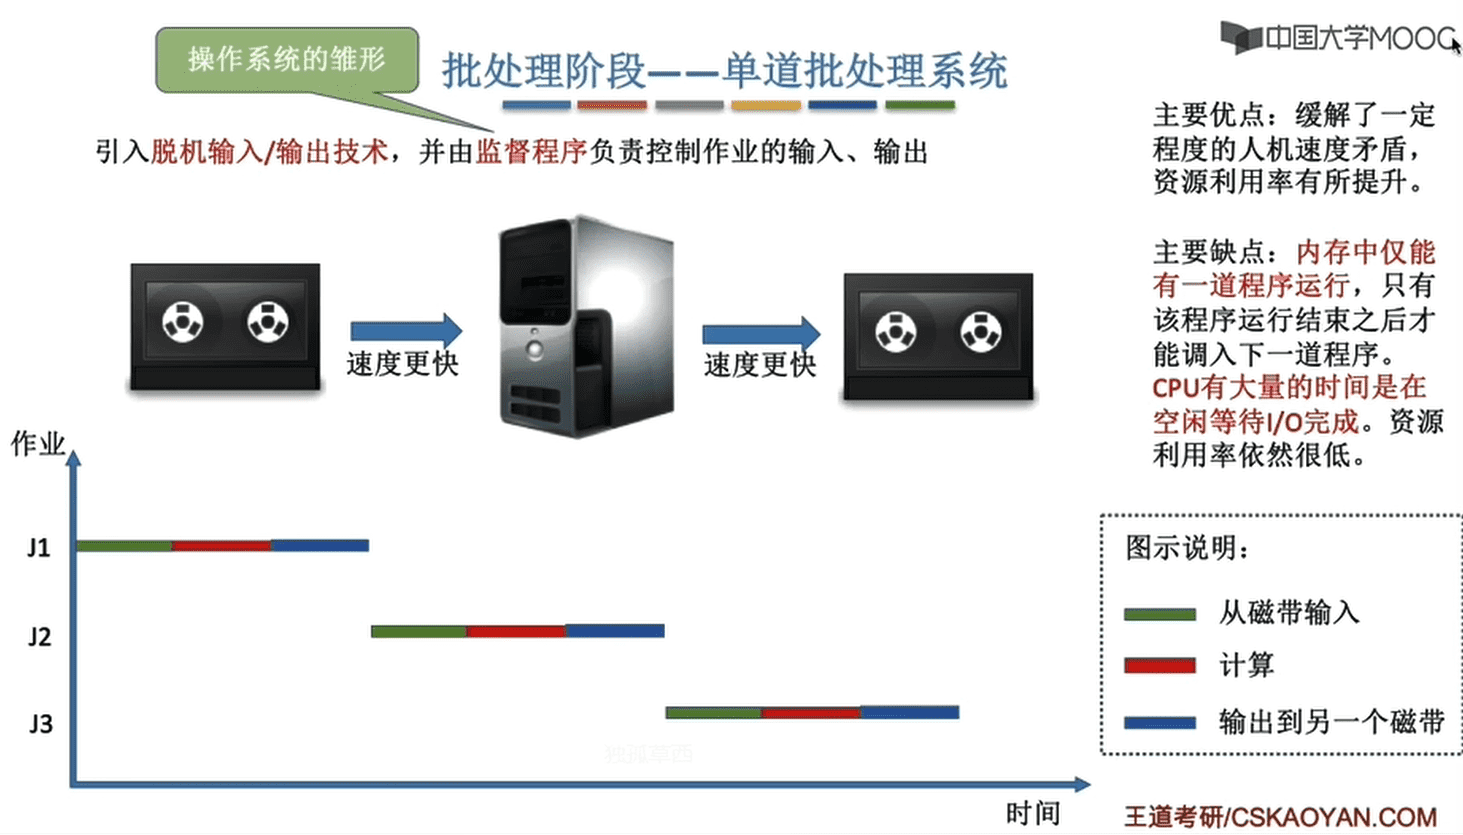 操作系统的雏形
批处理阶段——单道批处理系统
中国大学MOOC
引入脱机输入/输出技术，并由监督程序负责控制作业的输入、输出
主要优点：缓解了一定
程度的人机速度矛盾，
资源利用率有所提升。
主要缺点：内存中仅能
有一道程序运行，只有
该程序运行结束之后才
能调入下一道程序。
CPU有大量的时间是在
空闲等待I/O完成。资源
利用率依然很低。
速度更快
速度更快
作业
J1
J2
J3
时间
图示说明：
从磁带输入
计算
输出到另一个磁带
独孤草西
王道考研/CSKAOYAN.COM